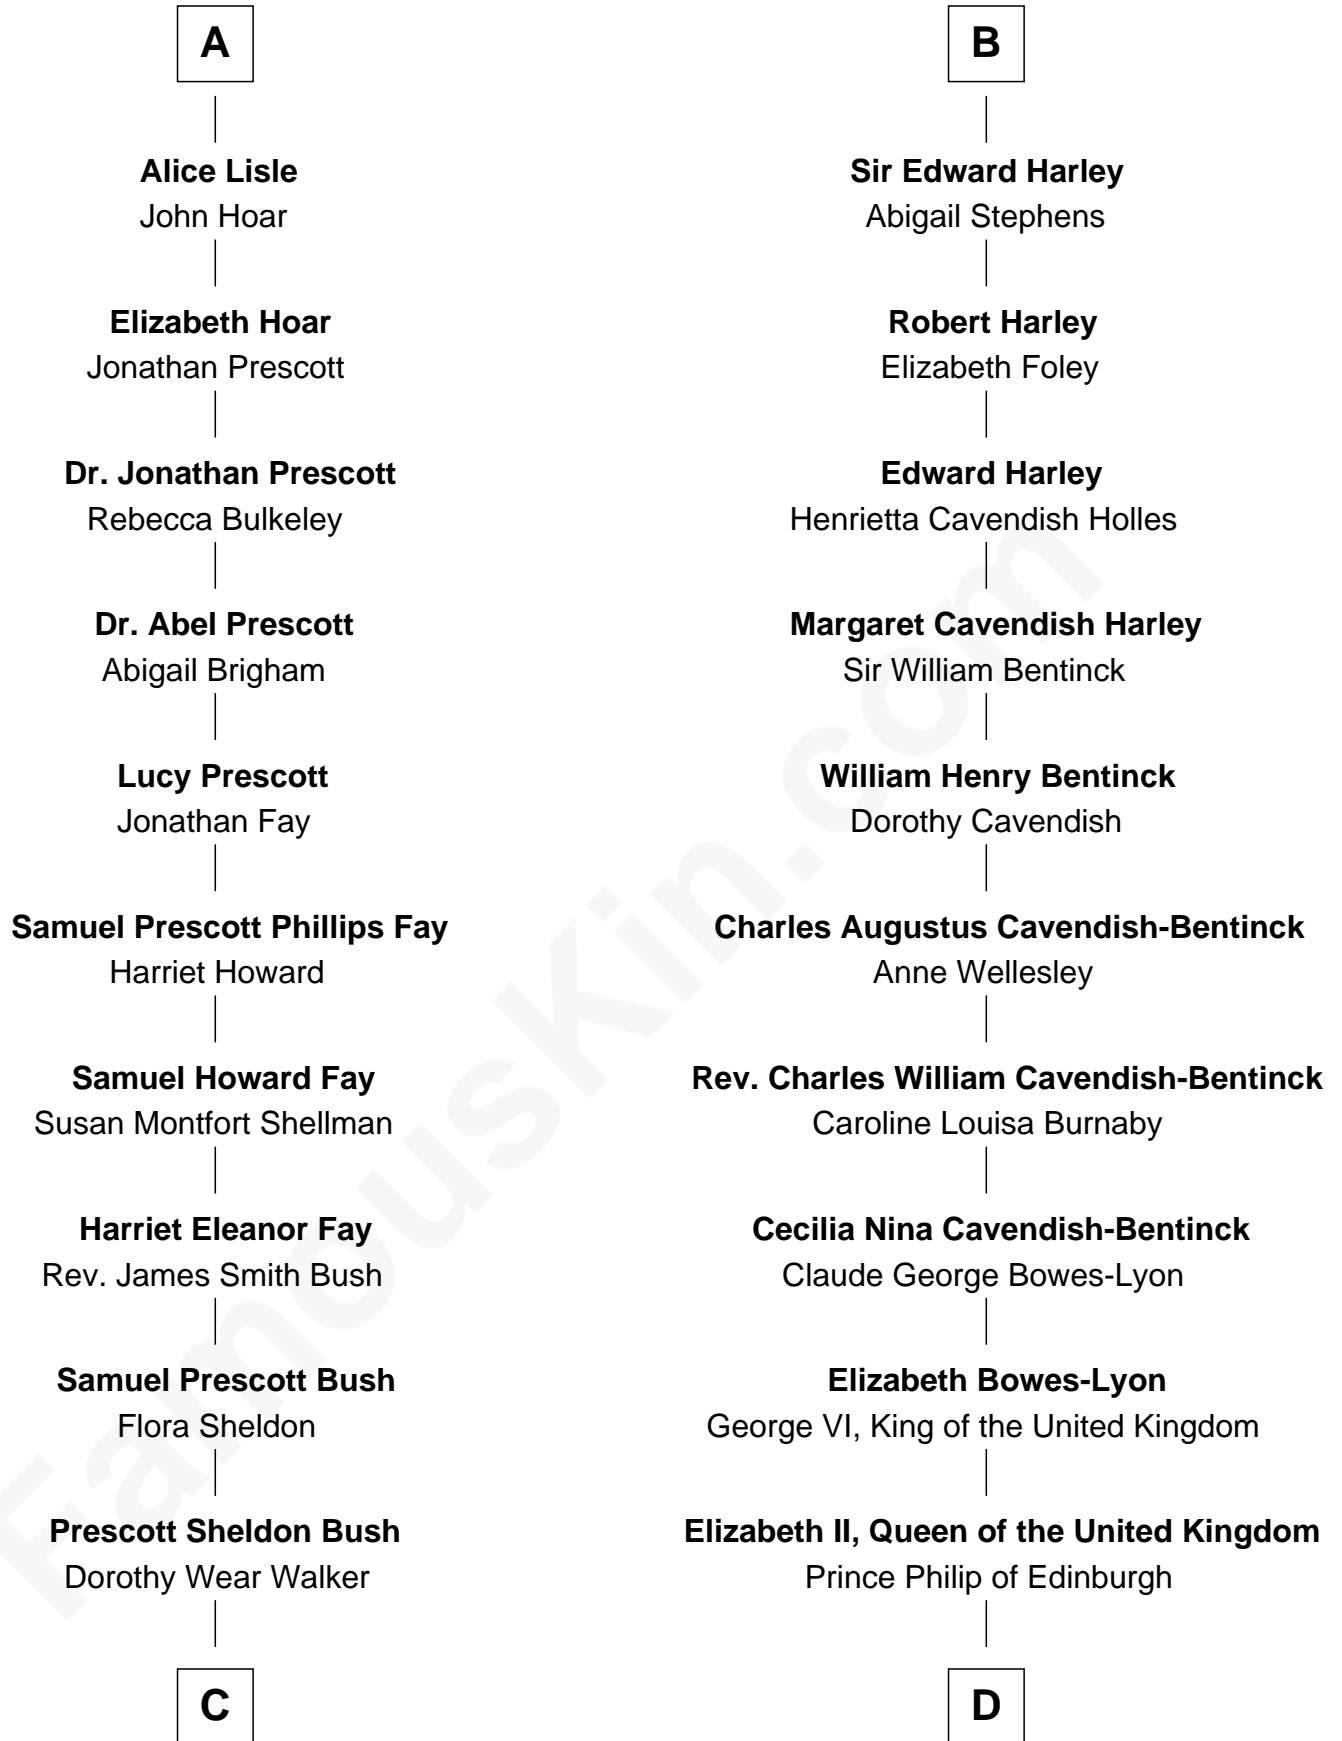 A
Alice Lisle
John Hoar
Elizabeth Hoar
Jonathan Prescott
Dr. Jonathan Prescott
Rebecca Bulkeley
Dr. Abel Prescott
Abigail Brigham
Lucy Prescott
Jonathan Fay
Samuel Prescott Phillips Fay
Harriet Howard
Samuel Howard Fay
Susan Montfort Shellman
Harriet Eleanor Fay
Rev. James Smith Bush
Samuel Prescott Bush
Flora Sheldon
Prescott Sheldon Bush
Dorothy Wear Walker
C
B
Sir Edward Harley
Abigail Stephens
Robert Harley
Elizabeth Foley
Edward Harley
Henrietta Cavendish Holles
Margaret Cavendish Harley
Sir William Bentinck
William Henry Bentinck
Dorothy Cavendish
Charles Augustus Cavendish-Bentinck
Anne Wellesley
Rev. Charles William Cavendish-Bentinck
Caroline Louisa Burnaby
Cecilia Nina Cavendish-Bentinck
Claude George Bowes-Lyon
Elizabeth Bowes-Lyon
George VI, King of the United Kingdom
Elizabeth II, Queen of the United Kingdom
Prince Philip of Edinburgh
D
FamousKin.com